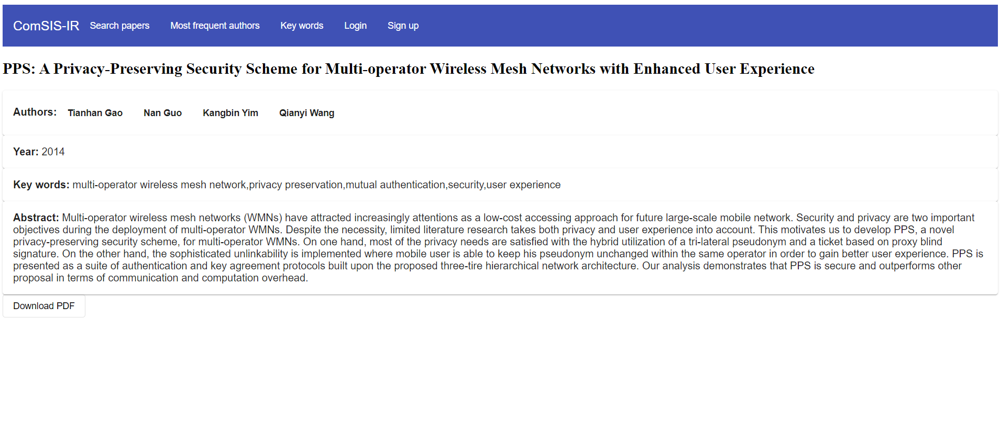 ComSIS-IR Search papers Most frequent authors Key words Login Sign up
PPS: A Privacy-Preserving Security Scheme for Multi-operator Wireless Mesh Networks with Enhanced User Experience
Authors: Tianhan Gao Nan Guo Kangbin Yim Qianyi Wang
Year: 2014
Key words: multi-operator wireless mesh network,privacy preservation,mutual authentication,security,user experience
Abstract: Multi-operator wireless mesh networks (WMNs) have attracted increasingly attentions as a low-cost accessing approach for future large-scale mobile network. Security and privacy are two important
objectives during the deployment of multi-operator WMNs. Despite the necessity, limited literature research takes both privacy and user experience into account. This motivates us to develop PPS, a novel
privacy-preserving security scheme, for multi-operator WMNs. On one hand, most of the privacy needs are satisfied with the hybrid utilization of a tri-lateral pseudonym and a ticket based on proxy blind
signature. On the other hand, the sophisticated unlinkability is implemented where mobile user is able to keep his pseudonym unchanged within the same operator in order to gain better user experience. PPS is
presented as a suite of authentication and key agreement protocols built upon the proposed three-tire hierarchical network architecture. Our analysis demonstrates that PPS is secure and outperforms other
proposal in terms of communication and computation overhead.
Download PDF